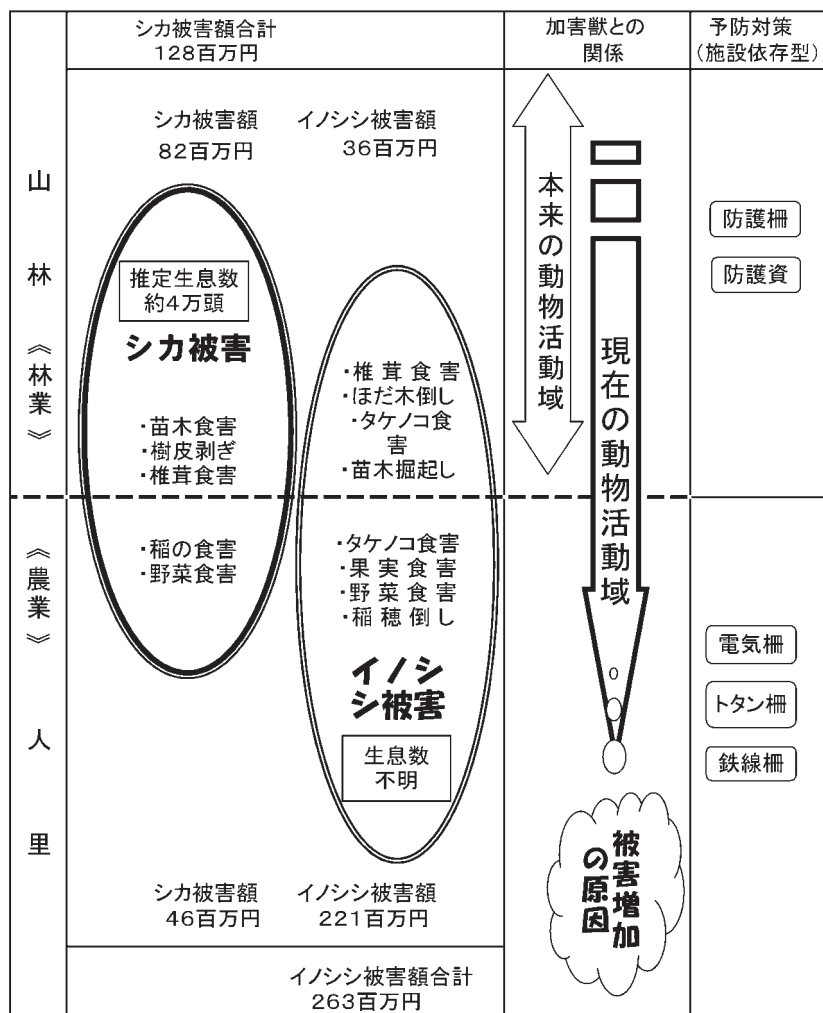 シカ被害額合計
128百万円
加害獣との
関係
予防対策
(施設依存型)
山林《林業》
シカ被害額
82百万円
イノシシ被害額
36百万円
推定生息数
約4万頭
シカ被害
・苗木食害
・樹皮剥ぎ
・椎茸食害
・椎茸食害
・ほだ木倒し
・タケノコ食
害
・苗木掘起し
本来の動物活動域
現在の動物活動域
防護柵
防護資
《農業》人里
・稲の食害
・野菜食害
・タケノコ食害
・果実食害
・野菜食害
・稲穂倒し
イノシ
シ被害
生息数
不明
電気柵
トタン柵
鉄線柵
被害増加
の原因
シカ被害額
46百万円
イノシシ被害額
221百万円
イノシシ被害額合計
263百万円